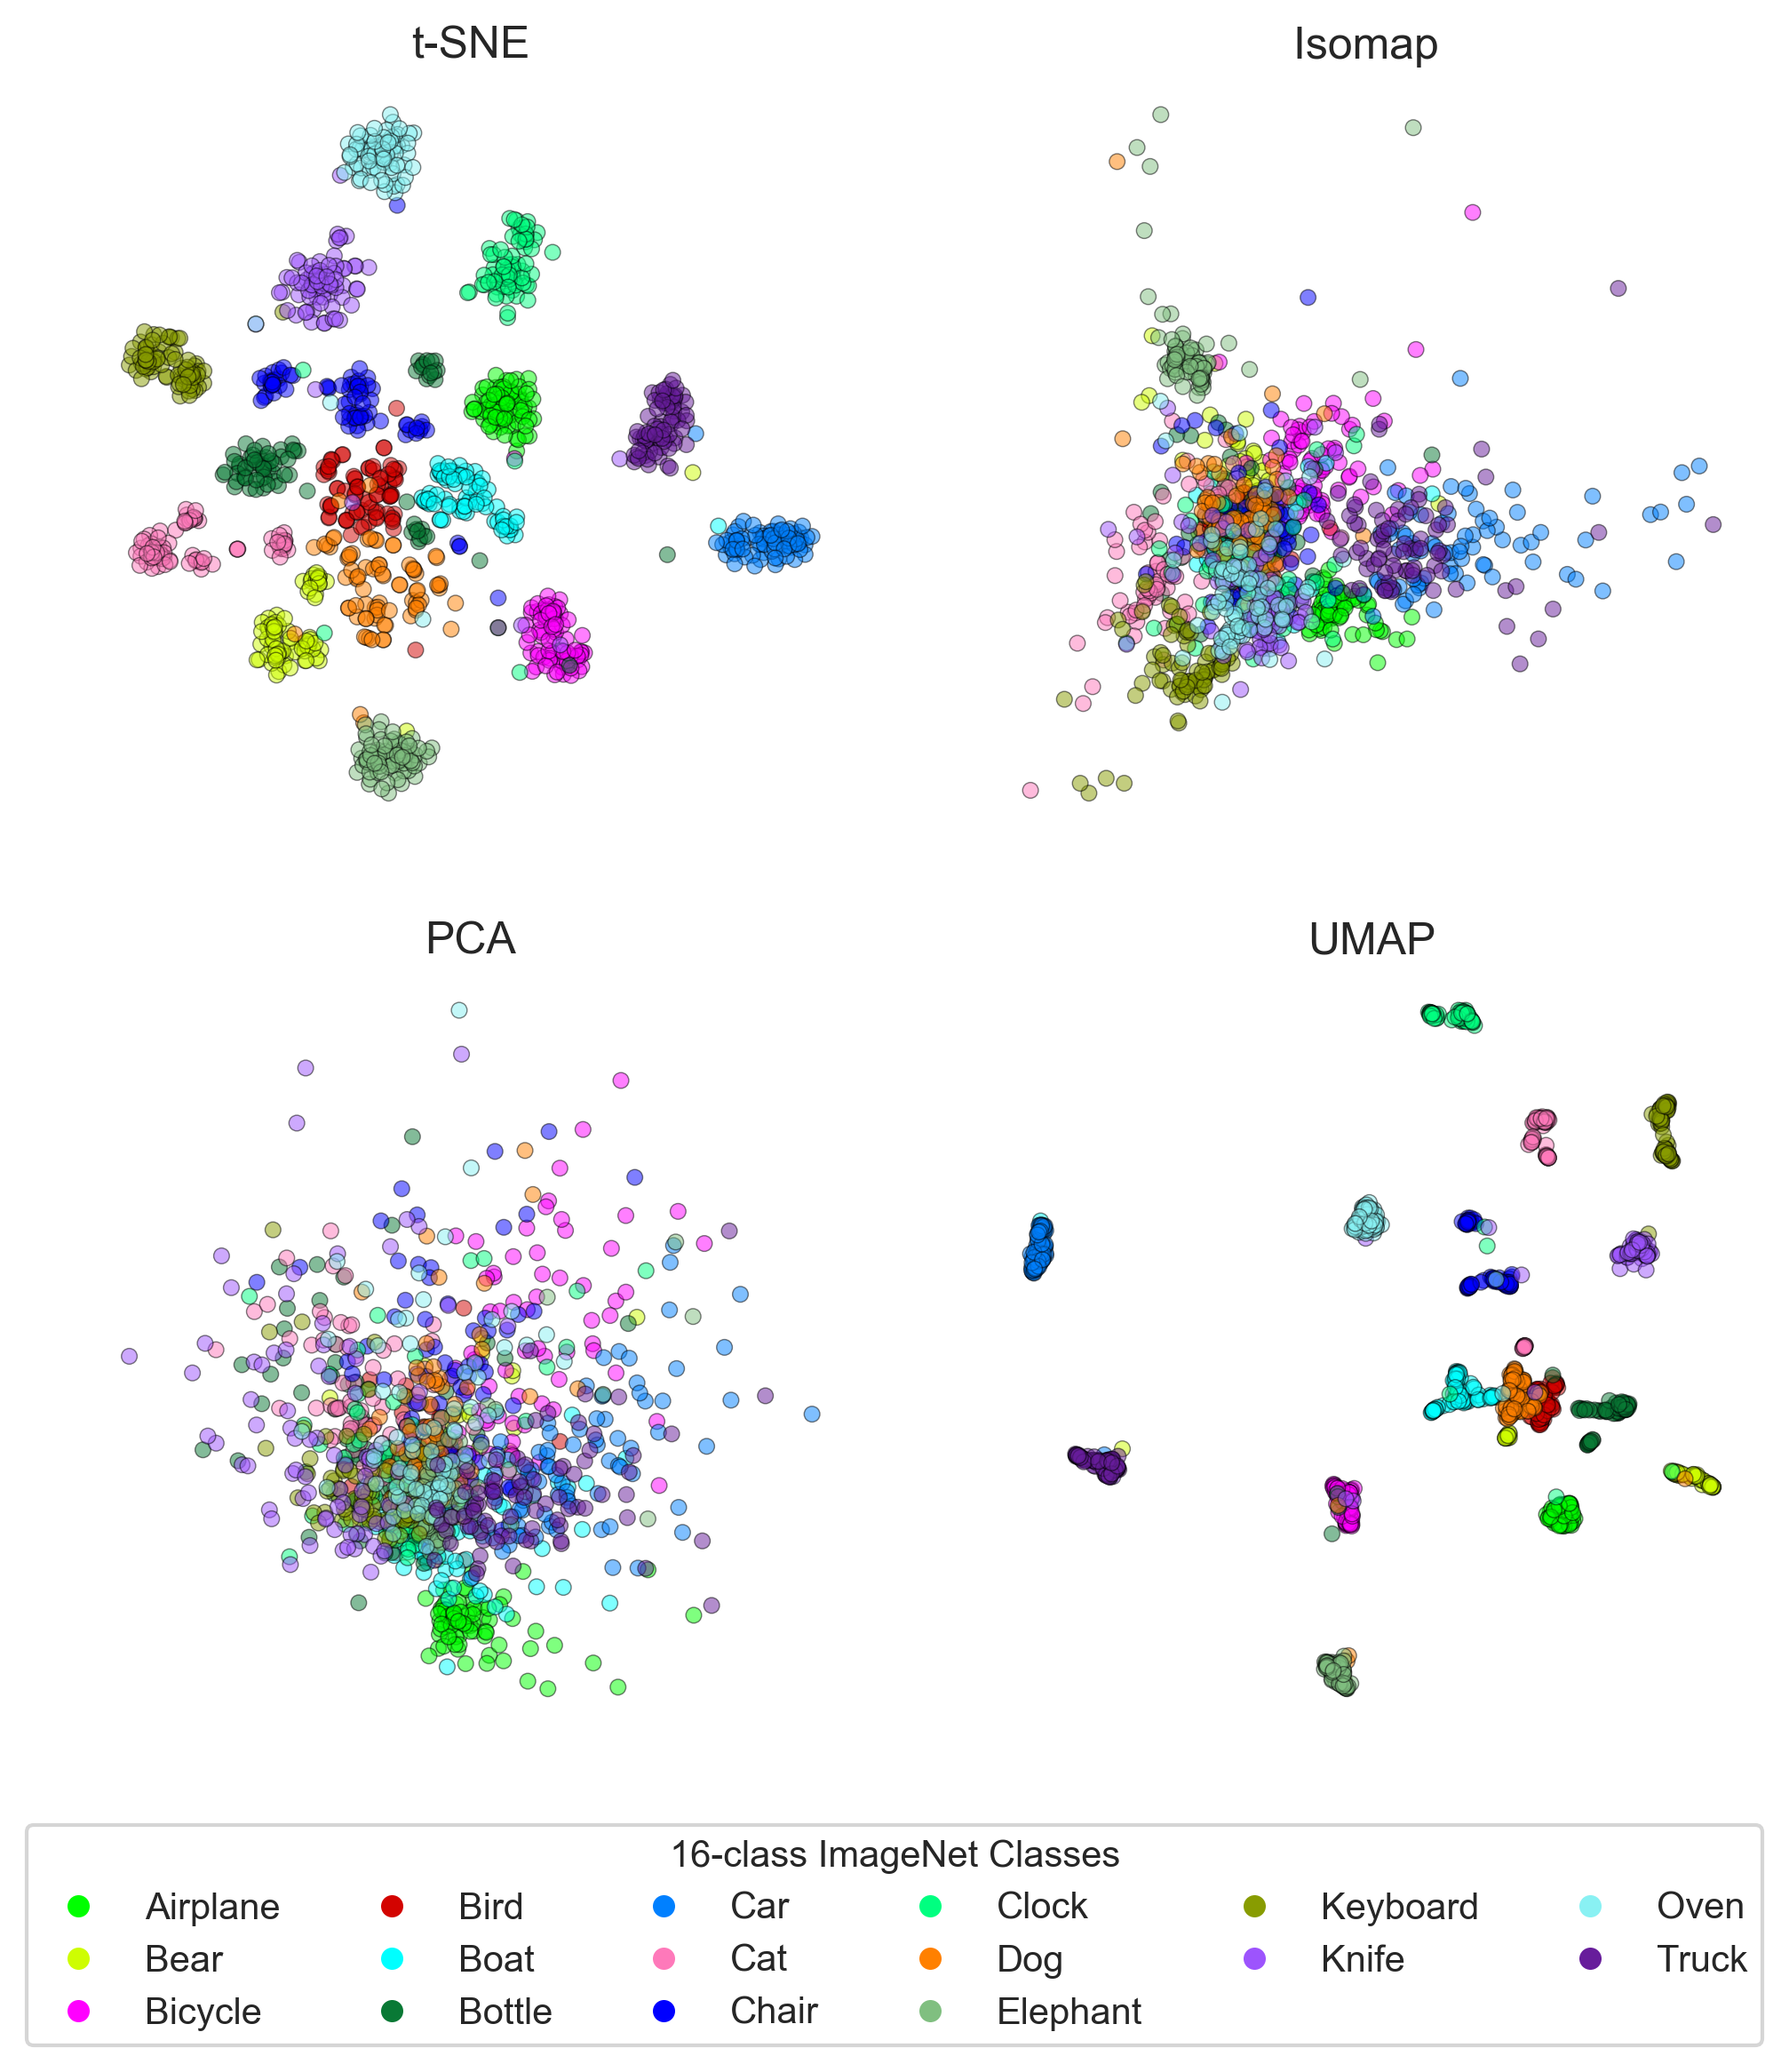 t-SNE
Isomap
PCA
UMAP
16-class ImageNet Classes
Airplane Bird Car Clock Keyboard Oven
Bear Boat Cat Dog Knife Truck
Bicycle Bottle Chair Elephant